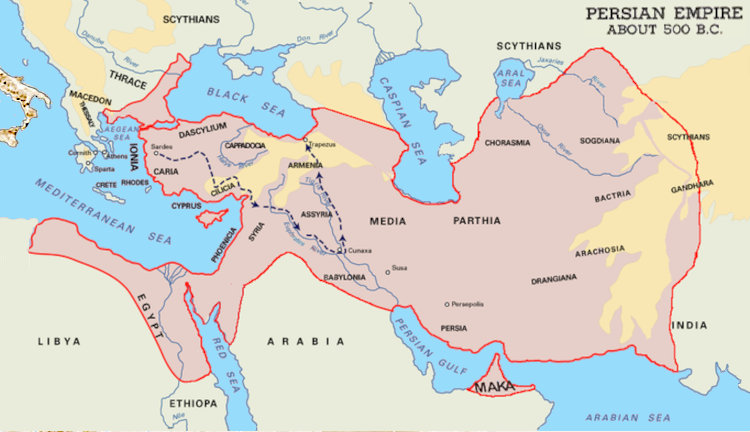 PERSIAN EMPIRE
ABOUT 500 B.C.
SCYTHIANS
Danube
River
Don
River
THRACE
MACEDON
THESSALY
BLACK SEA
CASPIAN SEA
SCYTHIANS
ARAL
SEA
Jaxartes
River
Oxus
River
AEGEAN
SEA
IONIA
DASCYLIUM
Sardes
CAPPADOCIA
Halys
River
Trapezus
ARMENIA
CHORASMIA
SOGDIANA
SCYTHIANS
Corinth
Athens
Sparta
CARIA
CILICIA
CRETE
RHODES
CYPRUS
MEDITERRANEAN SEA
PHOENICIA
SYRIA
ASSYRIA
Tigris
Euphrates
River
Cunaxa
BABYLONIA
MEDIA
PARTHIA
BACTRIA
GANDHARA
ARACHOSIA
DRANGIANA
Susa
Persepolis
PERSIA
EGYPT
LIBYA
ARABIA
RED
SEA
PERSIAN GULF
MAKA
INDIA
ETHIOPA
Nile
ARABIAN SEA